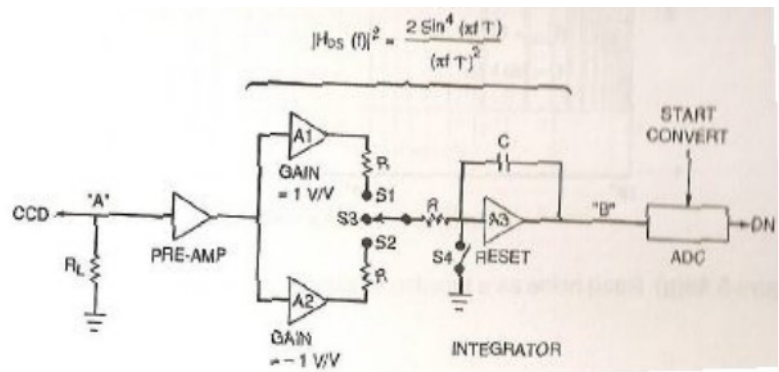 |H_DS (f)|² = 2 Sin⁴ (πf T) / (πf T)²
START
CONVERT
A1
R
C
GAIN
= 1 V/V
S1
"A"
R
CCD
S3
A3
"B"
DN
S2
PRE-AMP
S4
RESET
ADC
R_L
R
A2
GAIN
= - 1 V/V
INTEGRATOR